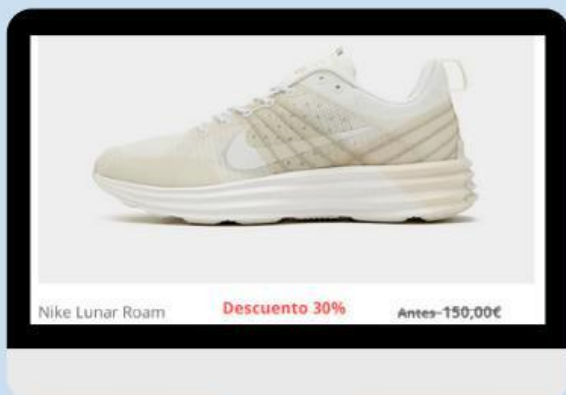 Nike Lunar Roam
Descuento 30%
Antes 150,00€